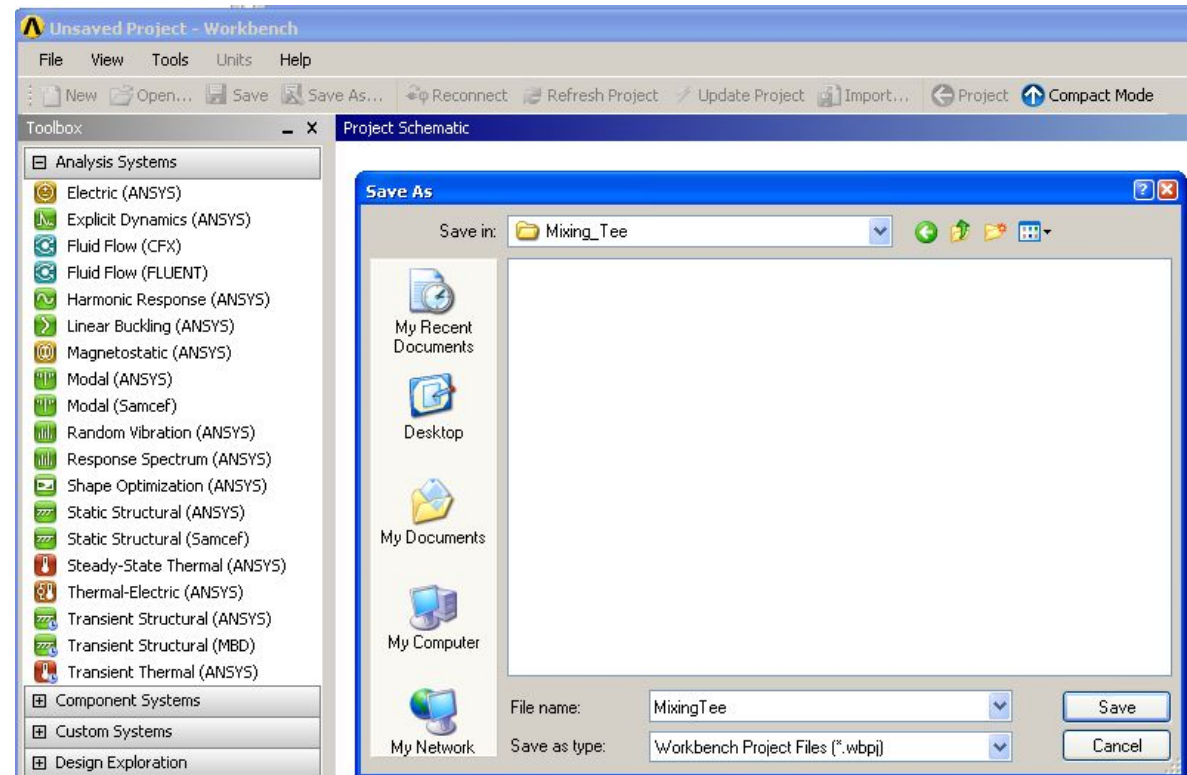 Unsaved Project - Workbench
File View Tools Units Help
New Open... Save Save As... Reconnect Refresh Project Update Project Import... Project Compact Mode
Toolbox
Project Schematic
Analysis Systems
Electric (ANSYS)
Explicit Dynamics (ANSYS)
Fluid Flow (CFX)
Fluid Flow (FLUENT)
Harmonic Response (ANSYS)
Linear Buckling (ANSYS)
Magnetostatic (ANSYS)
Modal (ANSYS)
Modal (Samcef)
Random Vibration (ANSYS)
Response Spectrum (ANSYS)
Shape Optimization (ANSYS)
Static Structural (ANSYS)
Static Structural (Samcef)
Steady-State Thermal (ANSYS)
Thermal-Electric (ANSYS)
Transient Structural (ANSYS)
Transient Structural (MBD)
Transient Thermal (ANSYS)
Component Systems
Custom Systems
Design Exploration
Save As
Save in: Mixing_Tee
My Recent
Documents
Desktop
My Documents
My Computer
My Network
File name: MixingTee Save
Save as type: Workbench Project Files (*.wbpj) Cancel